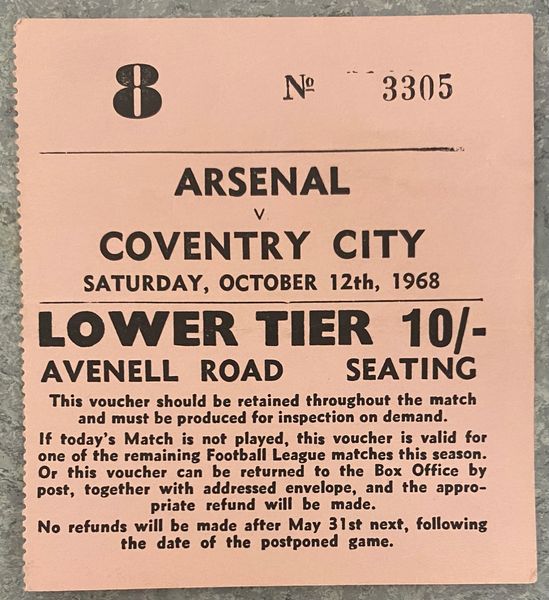 8 No 3305
ARSENAL
v.
COVENTRY CITY
SATURDAY, OCTOBER 12th, 1968
LOWER TIER 10/-
AVENELL ROAD SEATING
This voucher should be retained throughout the match
and must be produced for inspection on demand.
If today's Match is not played, this voucher is valid for
one of the remaining Football League matches this season.
Or this voucher can be returned to the Box Office by
post, together with addressed envelope, and the appro-
priate refund will be made.
No refunds will be made after May 31st next, following
the date of the postponed game.